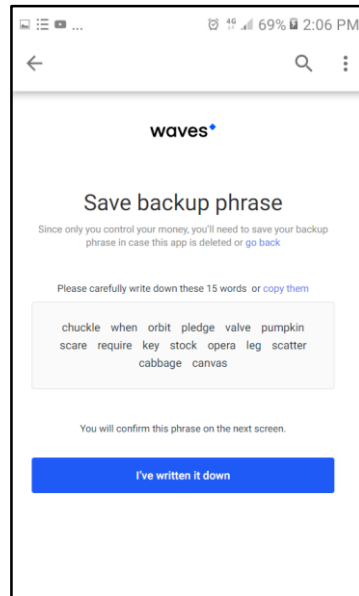 ... 4G 69% 2:06 PM
waves
Save backup phrase
Since only you control your money, you'll need to save your backup
phrase in case this app is deleted or go back
Please carefully write down these 15 words or copy them
chuckle when orbit pledge valve pumpkin
scare require key stock opera leg scatter
cabbage canvas
You will confirm this phrase on the next screen.
I've written it down